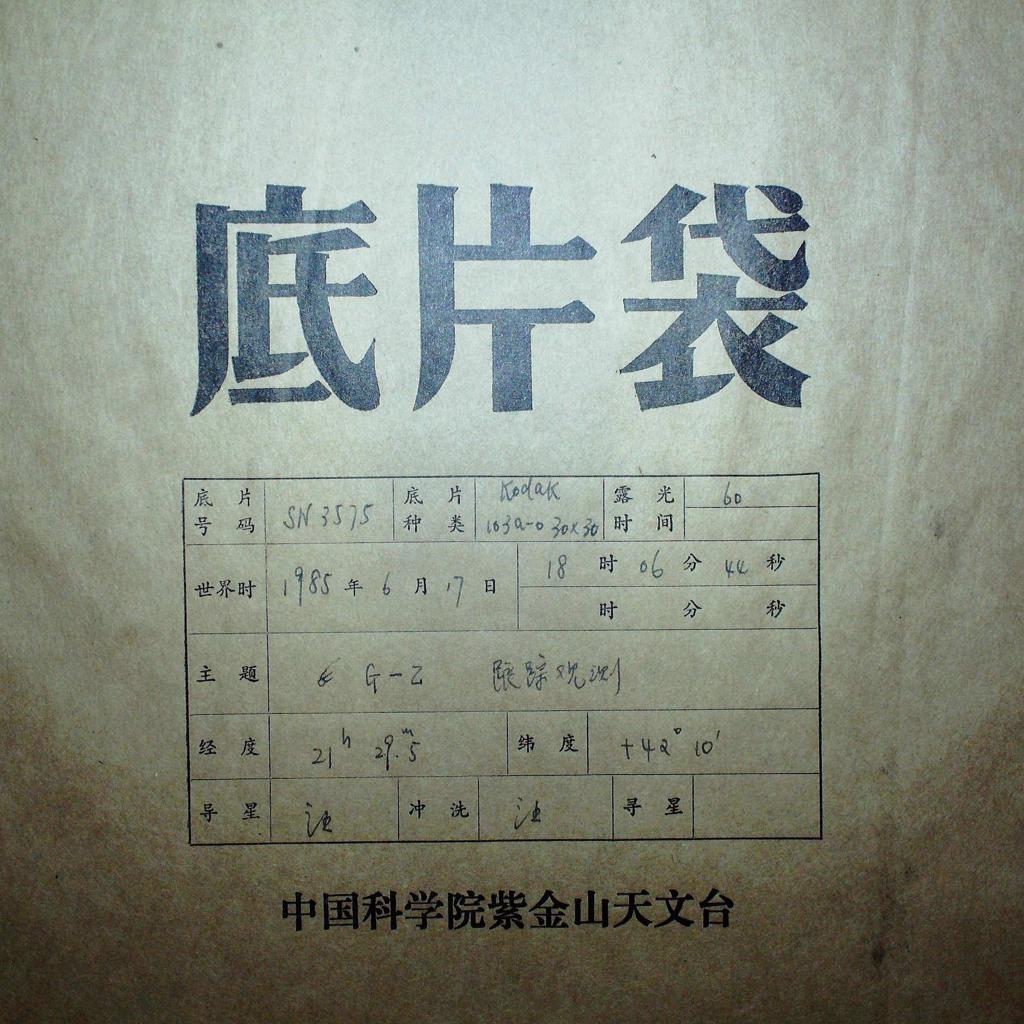 底片袋
底片号码 SN 3575 底片种类 Kodak 103a-o 30x30 露光时间 60
世界时 1985 年 6 月 17 日 18 时 06 分 44 秒
时 分 秒
主题 G-Z 跟踪观测
经度 21h 29m.5 纬度 +42° 10′
导星 冲洗 寻星
中国科学院紫金山天文台